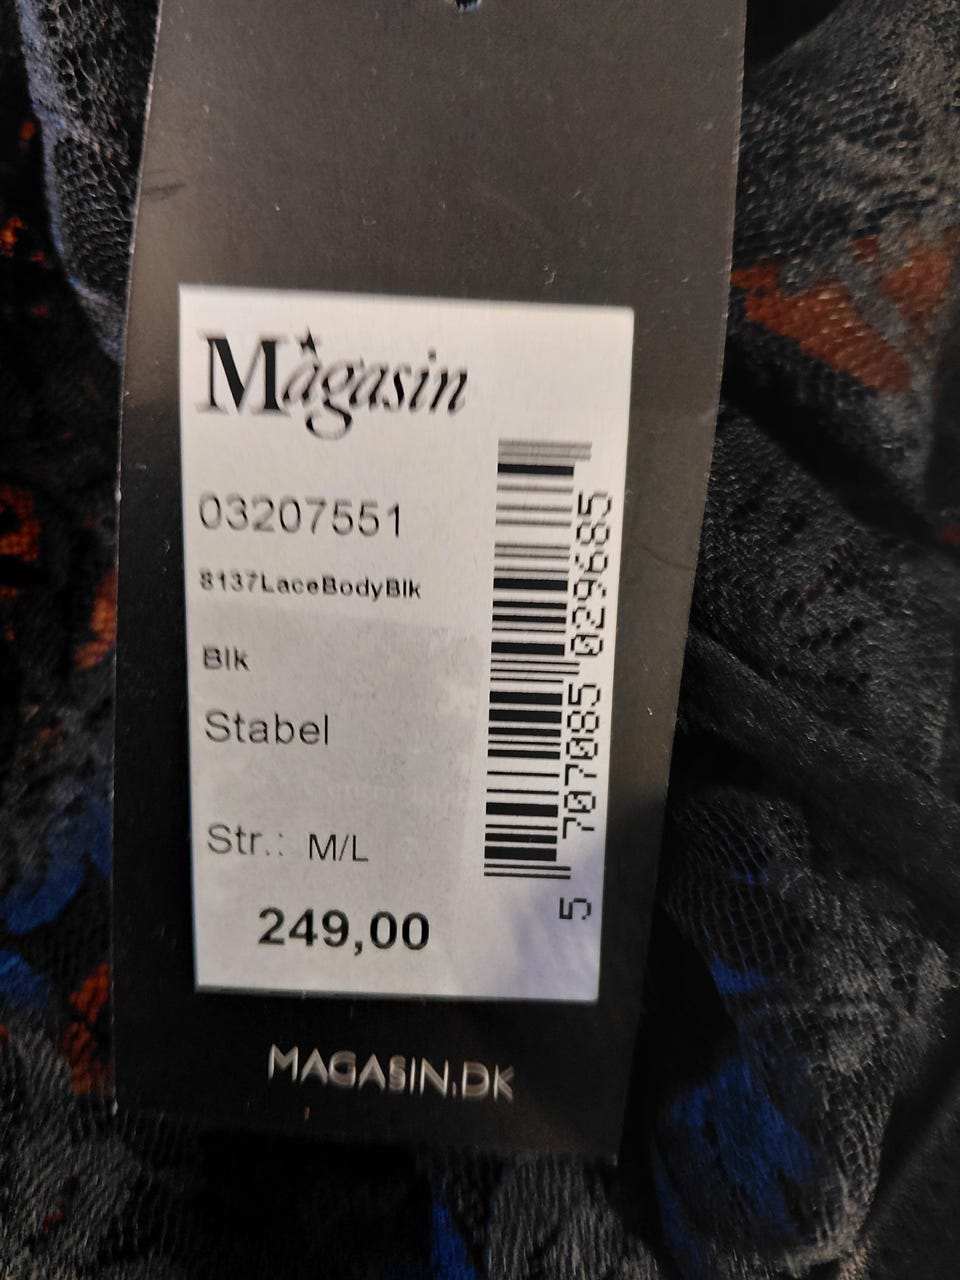 Magasin
03207551
8137LaceBodyBlk
Blk
Stabel
Str.: M/L
249,00
5 707085 029685
MAGASIN.DK